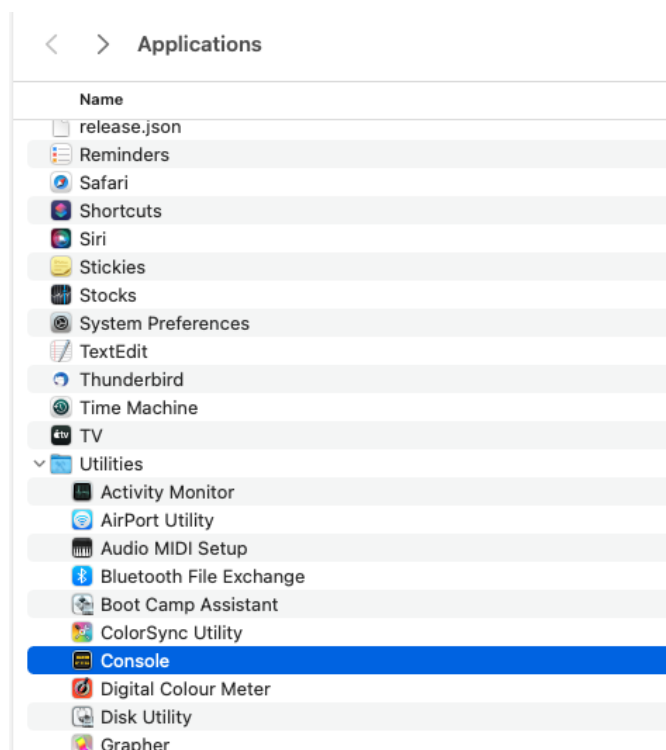 Applications
Name
release.json
Reminders
Safari
Shortcuts
Siri
Stickies
Stocks
System Preferences
TextEdit
Thunderbird
Time Machine
TV
Utilities
Activity Monitor
AirPort Utility
Audio MIDI Setup
Bluetooth File Exchange
Boot Camp Assistant
ColorSync Utility
Console
Digital Colour Meter
Disk Utility
Grapher